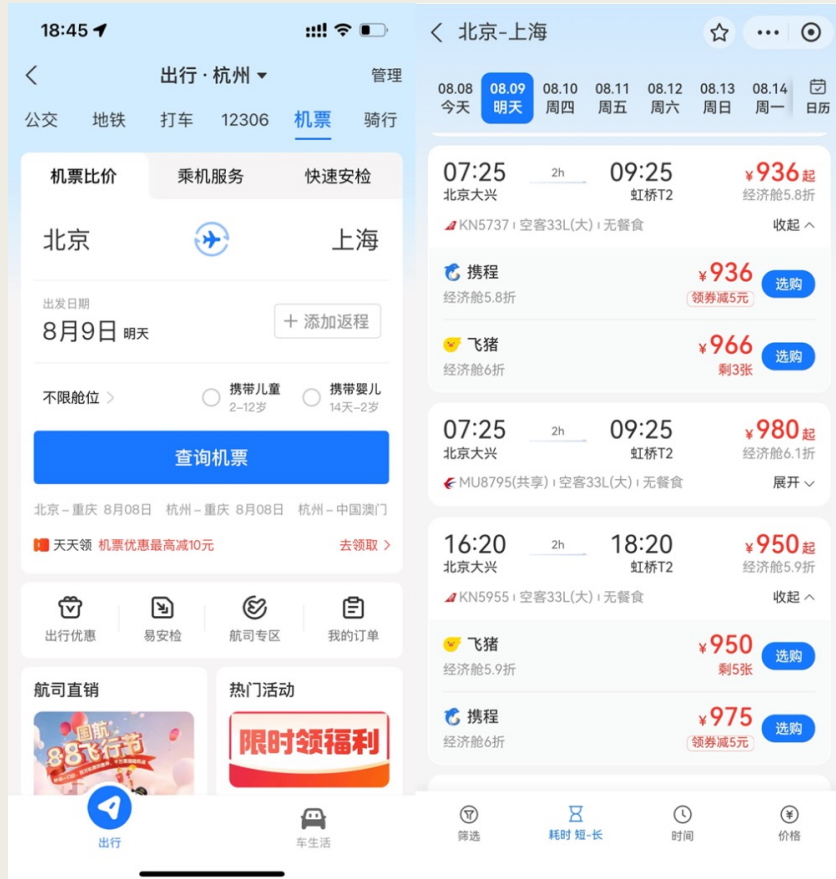 18:45
出行·杭州
管理
公交 地铁 打车 12306 机票 骑行
机票比价 乘机服务 快速安检
北京 上海
出发日期
8月9日 明天
+ 添加返程
不限舱位
携带儿童
2-12岁
携带婴儿
14天-2岁
查询机票
北京-重庆 8月08日 杭州-重庆 8月08日 杭州-中国澳门
天天领 机票优惠最高减10元 去领取
出行优惠 易安检 航司专区 我的订单
航司直销 热门活动
国航
88飞行节
限时领福利
出行 车生活
北京-上海
08.08 08.09 08.10 08.11 08.12 08.13 08.14
今天 明天 周四 周五 周六 周日 周一 日历
07:25 2h 09:25 ¥936起
北京大兴 虹桥T2 经济舱5.8折
KN5737 空客33L(大) 无餐食 收起
携程 ¥936 选购
经济舱5.8折 领券减5元
飞猪 ¥966 选购
经济舱6折 剩3张
07:25 2h 09:25 ¥980起
北京大兴 虹桥T2 经济舱6.1折
MU8795(共享) 空客33L(大) 无餐食 展开
16:20 2h 18:20 ¥950起
北京大兴 虹桥T2 经济舱5.9折
KN5955 空客33L(大) 无餐食 收起
飞猪 ¥950 选购
经济舱5.9折 剩5张
携程 ¥975 选购
经济舱6折 领券减5元
筛选 耗时 短-长 时间 价格